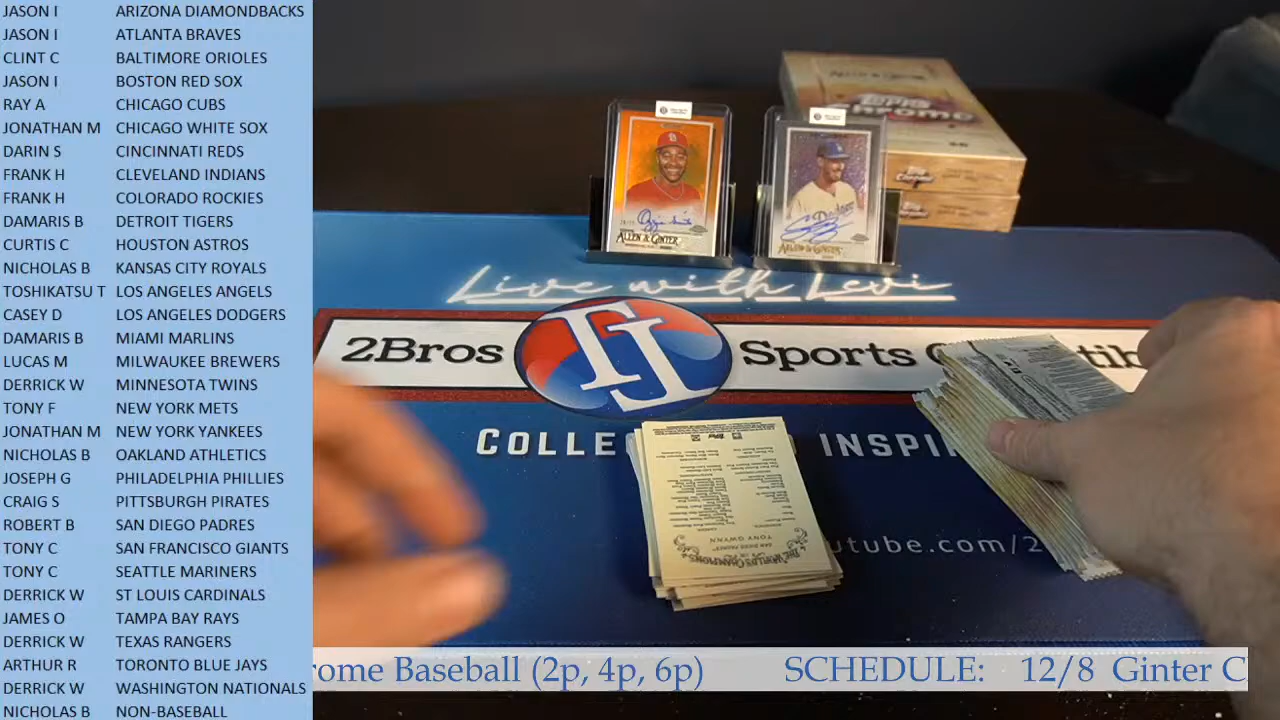 JASON I ARIZONA DIAMONDBACKS
JASON I ATLANTA BRAVES
CLINT C BALTIMORE ORIOLES
JASON I BOSTON RED SOX
RAY A CHICAGO CUBS
JONATHAN M CHICAGO WHITE SOX
DARIN S CINCINNATI REDS
FRANK H CLEVELAND INDIANS
FRANK H COLORADO ROCKIES
DAMARIS B DETROIT TIGERS
CURTIS C HOUSTON ASTROS
NICHOLAS B KANSAS CITY ROYALS
TOSHIKATSU T LOS ANGELES ANGELS
CASEY D LOS ANGELES DODGERS
DAMARIS B MIAMI MARLINS
LUCAS M MILWAUKEE BREWERS
DERRICK W MINNESOTA TWINS
TONY F NEW YORK METS
JONATHAN M NEW YORK YANKEES
NICHOLAS B OAKLAND ATHLETICS
JOSEPH G PHILADELPHIA PHILLIES
CRAIG S PITTSBURGH PIRATES
ROBERT B SAN DIEGO PADRES
TONY C SAN FRANCISCO GIANTS
TONY C SEATTLE MARINERS
DERRICK W ST LOUIS CARDINALS
JAMES O TAMPA BAY RAYS
DERRICK W TEXAS RANGERS
ARTHUR R TORONTO BLUE JAYS
DERRICK W WASHINGTON NATIONALS
NICHOLAS B NON-BASEBALL
ALLEN & GINTER
Topps Chrome
ALLEN & GINTER
ALLEN & GINTER
Live with Levi
2Bros Sports
COLLE INSPI
utube.com/2
TONY GWYNN
rome Baseball (2p, 4p, 6p) SCHEDULE: 12/8 Ginter C